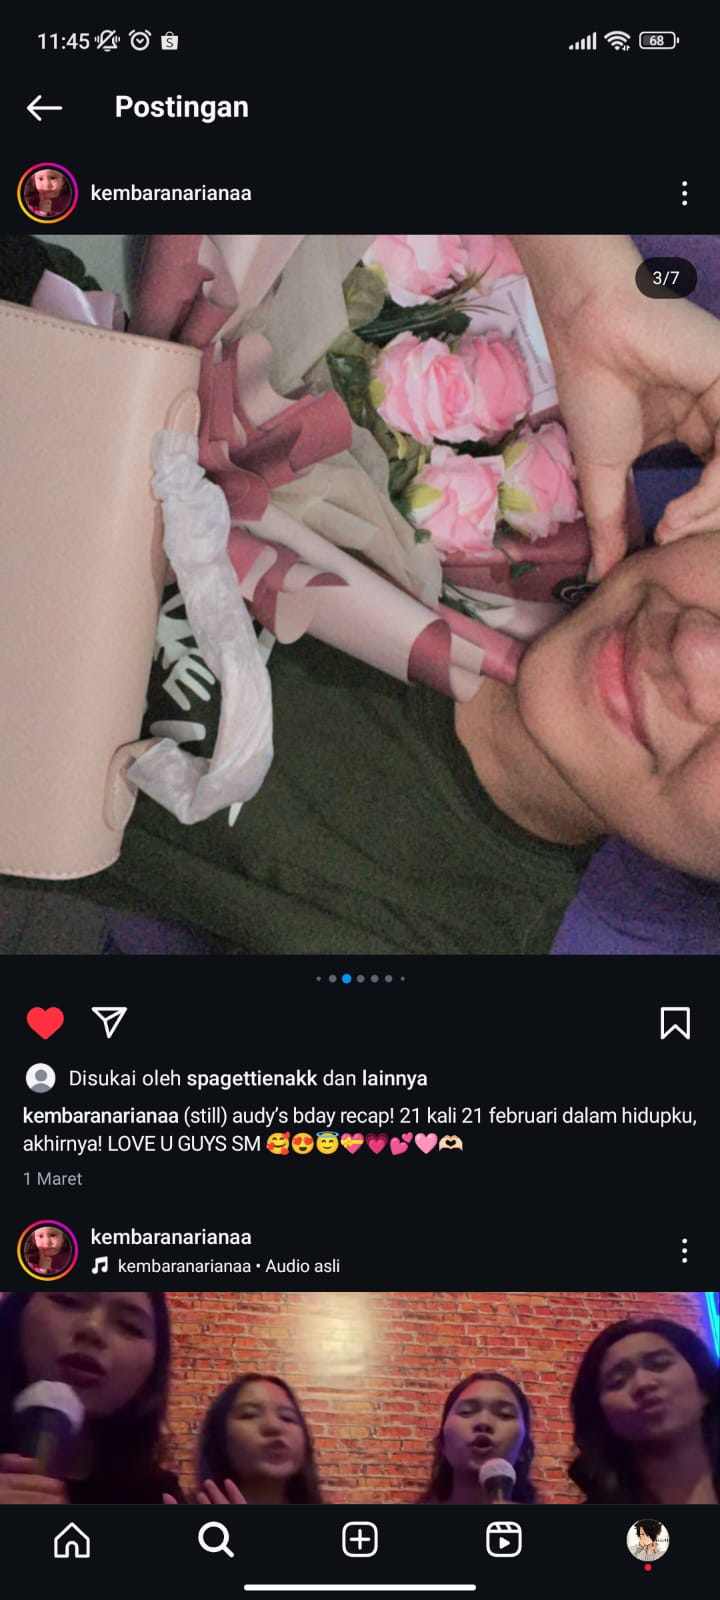 11:45
68
Postingan
kembaranarianaa
3/7
Disukai oleh spagettienakk dan lainnya
kembaranarianaa (still) audy's bday recap! 21 kali 21 februari dalam hidupku,
akhirnya! LOVE U GUYS SM 🥰😍😇💝💗💕🩷🫶🏻
1 Maret
kembaranarianaa
kembaranarianaa • Audio asli